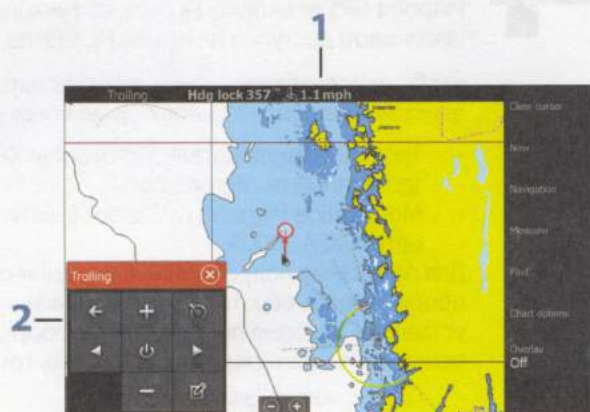 1
Trolling Hdg lock 357 °M 1.1 mph
Clear cursor
New
Navigation
Measure
Find
Chart options
Overlay
Off
Trolling
2